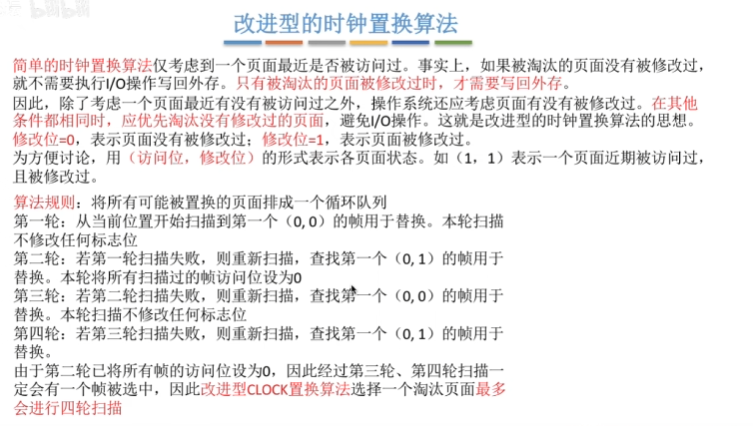 改进型的时钟置换算法
简单的时钟置换算法仅考虑到一个页面最近是否被访问过。事实上，如果被淘汰的页面没有被修改过，
就不需要执行I/O操作写回外存。只有被淘汰的页面被修改过时，才需要写回外存。
因此，除了考虑一个页面最近有没有被访问过之外，操作系统还应考虑页面有没有被修改过。在其他
条件都相同时，应优先淘汰没有修改过的页面，避免I/O操作。这就是改进型的时钟置换算法的思想。
修改位=0，表示页面没有被修改过；修改位=1，表示页面被修改过。
为方便讨论，用（访问位，修改位）的形式表示各页面状态。如（1，1）表示一个页面近期被访问过，
且被修改过。
算法规则：将所有可能被置换的页面排成一个循环队列
第一轮：从当前位置开始扫描到第一个（0, 0）的帧用于替换。本轮扫描
不修改任何标志位
第二轮：若第一轮扫描失败，则重新扫描，查找第一个（0, 1）的帧用于
替换。本轮将所有扫描过的帧访问位设为0
第三轮：若第二轮扫描失败，则重新扫描，查找第一个（0, 0）的帧用于
替换。本轮扫描不修改任何标志位
第四轮：若第三轮扫描失败，则重新扫描，查找第一个（0, 1）的帧用于
替换。
由于第二轮已将所有帧的访问位设为0，因此经过第三轮、第四轮扫描一
定会有一个帧被选中，因此改进型CLOCK置换算法选择一个淘汰页面最多
会进行四轮扫描